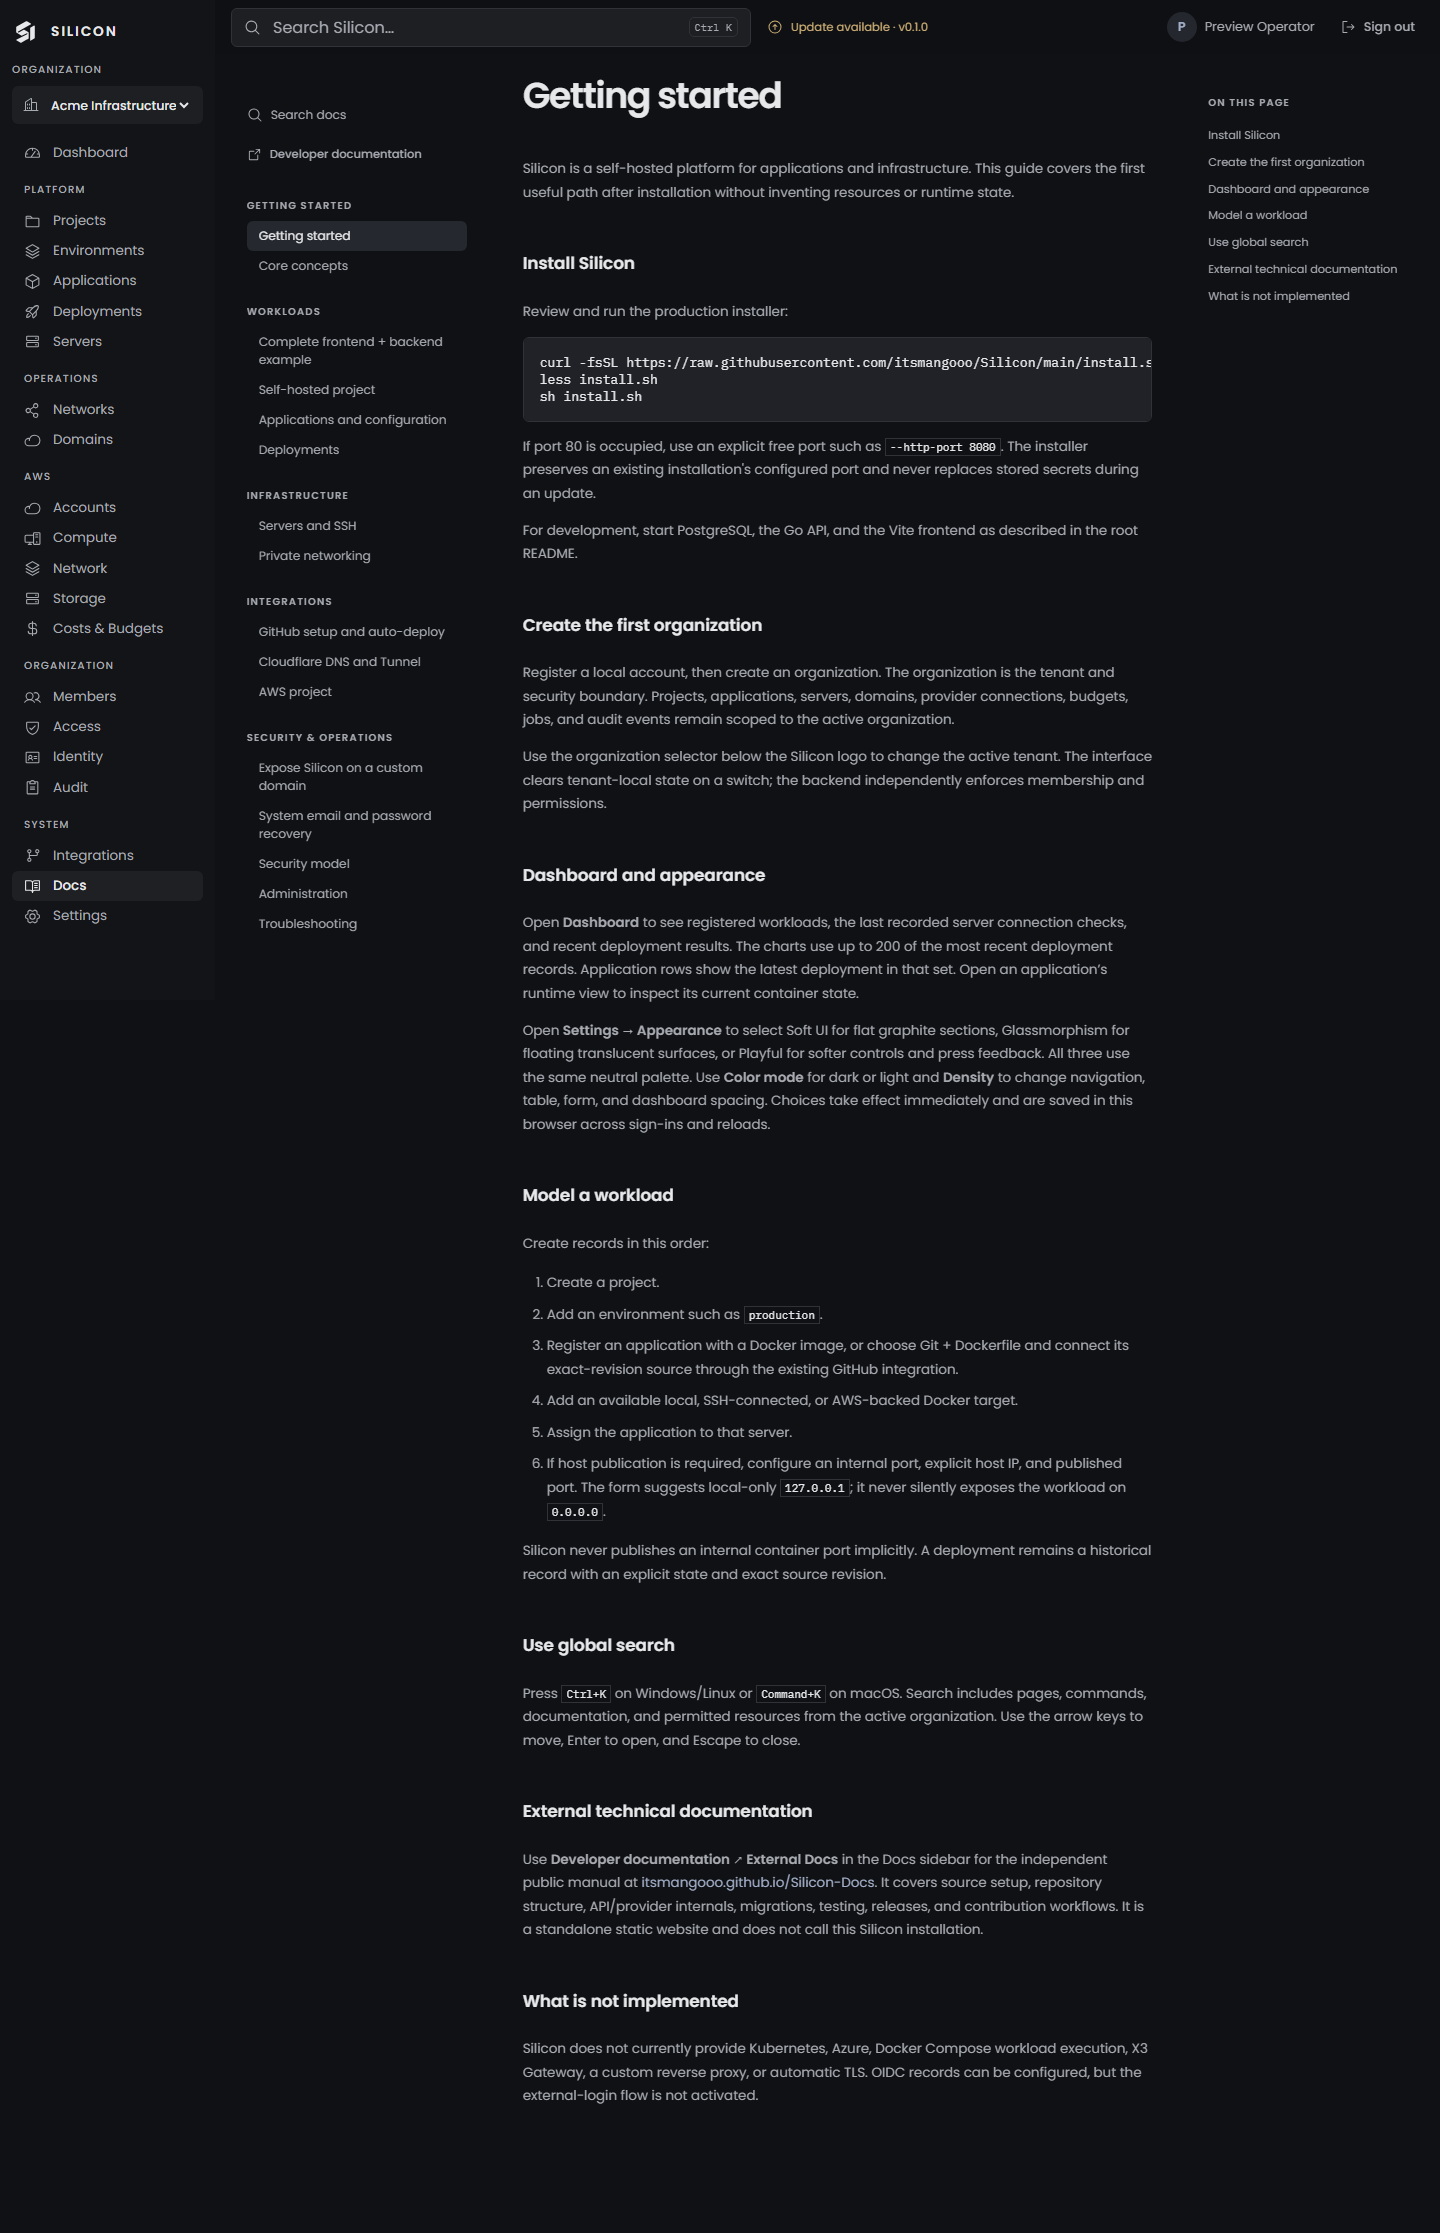 SILICON
ORGANIZATION
Acme Infrastructure
Dashboard
PLATFORM
Projects
Environments
Applications
Deployments
Servers
OPERATIONS
Networks
Domains
AWS
Accounts
Compute
Network
Storage
Costs & Budgets
ORGANIZATION
Members
Access
Identity
Audit
SYSTEM
Integrations
Docs
Settings
Search Silicon...
Ctrl K
Update available · v0.1.0
P
Preview Operator
Sign out
Search docs
Developer documentation
GETTING STARTED
Getting started
Core concepts
WORKLOADS
Complete frontend + backend
example
Self-hosted project
Applications and configuration
Deployments
INFRASTRUCTURE
Servers and SSH
Private networking
INTEGRATIONS
GitHub setup and auto-deploy
Cloudflare DNS and Tunnel
AWS project
SECURITY & OPERATIONS
Expose Silicon on a custom
domain
System email and password
recovery
Security model
Administration
Troubleshooting
Getting started
Silicon is a self-hosted platform for applications and infrastructure. This guide covers the first
useful path after installation without inventing resources or runtime state.
Install Silicon
Review and run the production installer:
curl -fsSL https://raw.githubusercontent.com/itsmangooo/Silicon/main/install.s
less install.sh
sh install.sh
If port 80 is occupied, use an explicit free port such as --http-port 8080. The installer
preserves an existing installation's configured port and never replaces stored secrets during
an update.
For development, start PostgreSQL, the Go API, and the Vite frontend as described in the root
README.
Create the first organization
Register a local account, then create an organization. The organization is the tenant and
security boundary. Projects, applications, servers, domains, provider connections, budgets,
jobs, and audit events remain scoped to the active organization.
Use the organization selector below the Silicon logo to change the active tenant. The interface
clears tenant-local state on a switch; the backend independently enforces membership and
permissions.
Dashboard and appearance
Open Dashboard to see registered workloads, the last recorded server connection checks,
and recent deployment results. The charts use up to 200 of the most recent deployment
records. Application rows show the latest deployment in that set. Open an application’s
runtime view to inspect its current container state.
Open Settings → Appearance to select Soft UI for flat graphite sections, Glassmorphism for
floating translucent surfaces, or Playful for softer controls and press feedback. All three use
the same neutral palette. Use Color mode for dark or light and Density to change navigation,
table, form, and dashboard spacing. Choices take effect immediately and are saved in this
browser across sign-ins and reloads.
Model a workload
Create records in this order:
1. Create a project.
2. Add an environment such as production.
3. Register an application with a Docker image, or choose Git + Dockerfile and connect its
exact-revision source through the existing GitHub integration.
4. Add an available local, SSH-connected, or AWS-backed Docker target.
5. Assign the application to that server.
6. If host publication is required, configure an internal port, explicit host IP, and published
port. The form suggests local-only 127.0.0.1; it never silently exposes the workload on
0.0.0.0.
Silicon never publishes an internal container port implicitly. A deployment remains a historical
record with an explicit state and exact source revision.
Use global search
Press Ctrl+K on Windows/Linux or Command+K on macOS. Search includes pages, commands,
documentation, and permitted resources from the active organization. Use the arrow keys to
move, Enter to open, and Escape to close.
External technical documentation
Use Developer documentation ↗ External Docs in the Docs sidebar for the independent
public manual at itsmangooo.github.io/Silicon-Docs. It covers source setup, repository
structure, API/provider internals, migrations, testing, releases, and contribution workflows. It is
a standalone static website and does not call this Silicon installation.
What is not implemented
Silicon does not currently provide Kubernetes, Azure, Docker Compose workload execution, X3
Gateway, a custom reverse proxy, or automatic TLS. OIDC records can be configured, but the
external-login flow is not activated.
ON THIS PAGE
Install Silicon
Create the first organization
Dashboard and appearance
Model a workload
Use global search
External technical documentation
What is not implemented